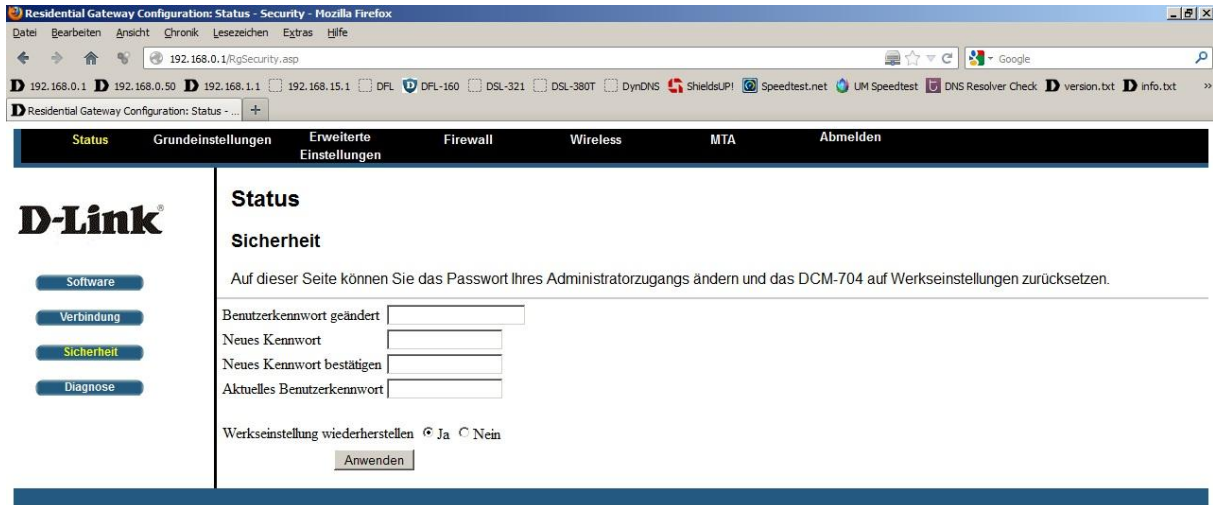 Residential Gateway Configuration: Status - Security - Mozilla Firefox
Datei Bearbeiten Ansicht Chronik Lesezeichen Extras Hilfe
192.168.0.1/RgSecurity.asp Google
192.168.0.1 192.168.0.50 192.168.1.1 192.168.15.1 DFL DFL-160 DSL-321 DSL-380T DynDNS ShieldsUP! Speedtest.net UM Speedtest DNS Resolver Check version.txt info.txt »
Residential Gateway Configuration: Status - ... +
Status Grundeinstellungen Erweiterte Einstellungen Firewall Wireless MTA Abmelden
D-Link®
Software
Verbindung
Sicherheit
Diagnose
Status
Sicherheit
Auf dieser Seite können Sie das Passwort Ihres Administratorzugangs ändern und das DCM-704 auf Werkseinstellungen zurücksetzen.
Benutzerkennwort geändert
Neues Kennwort
Neues Kennwort bestätigen
Aktuelles Benutzerkennwort
Werkseinstellung wiederherstellen Ja Nein
Anwenden